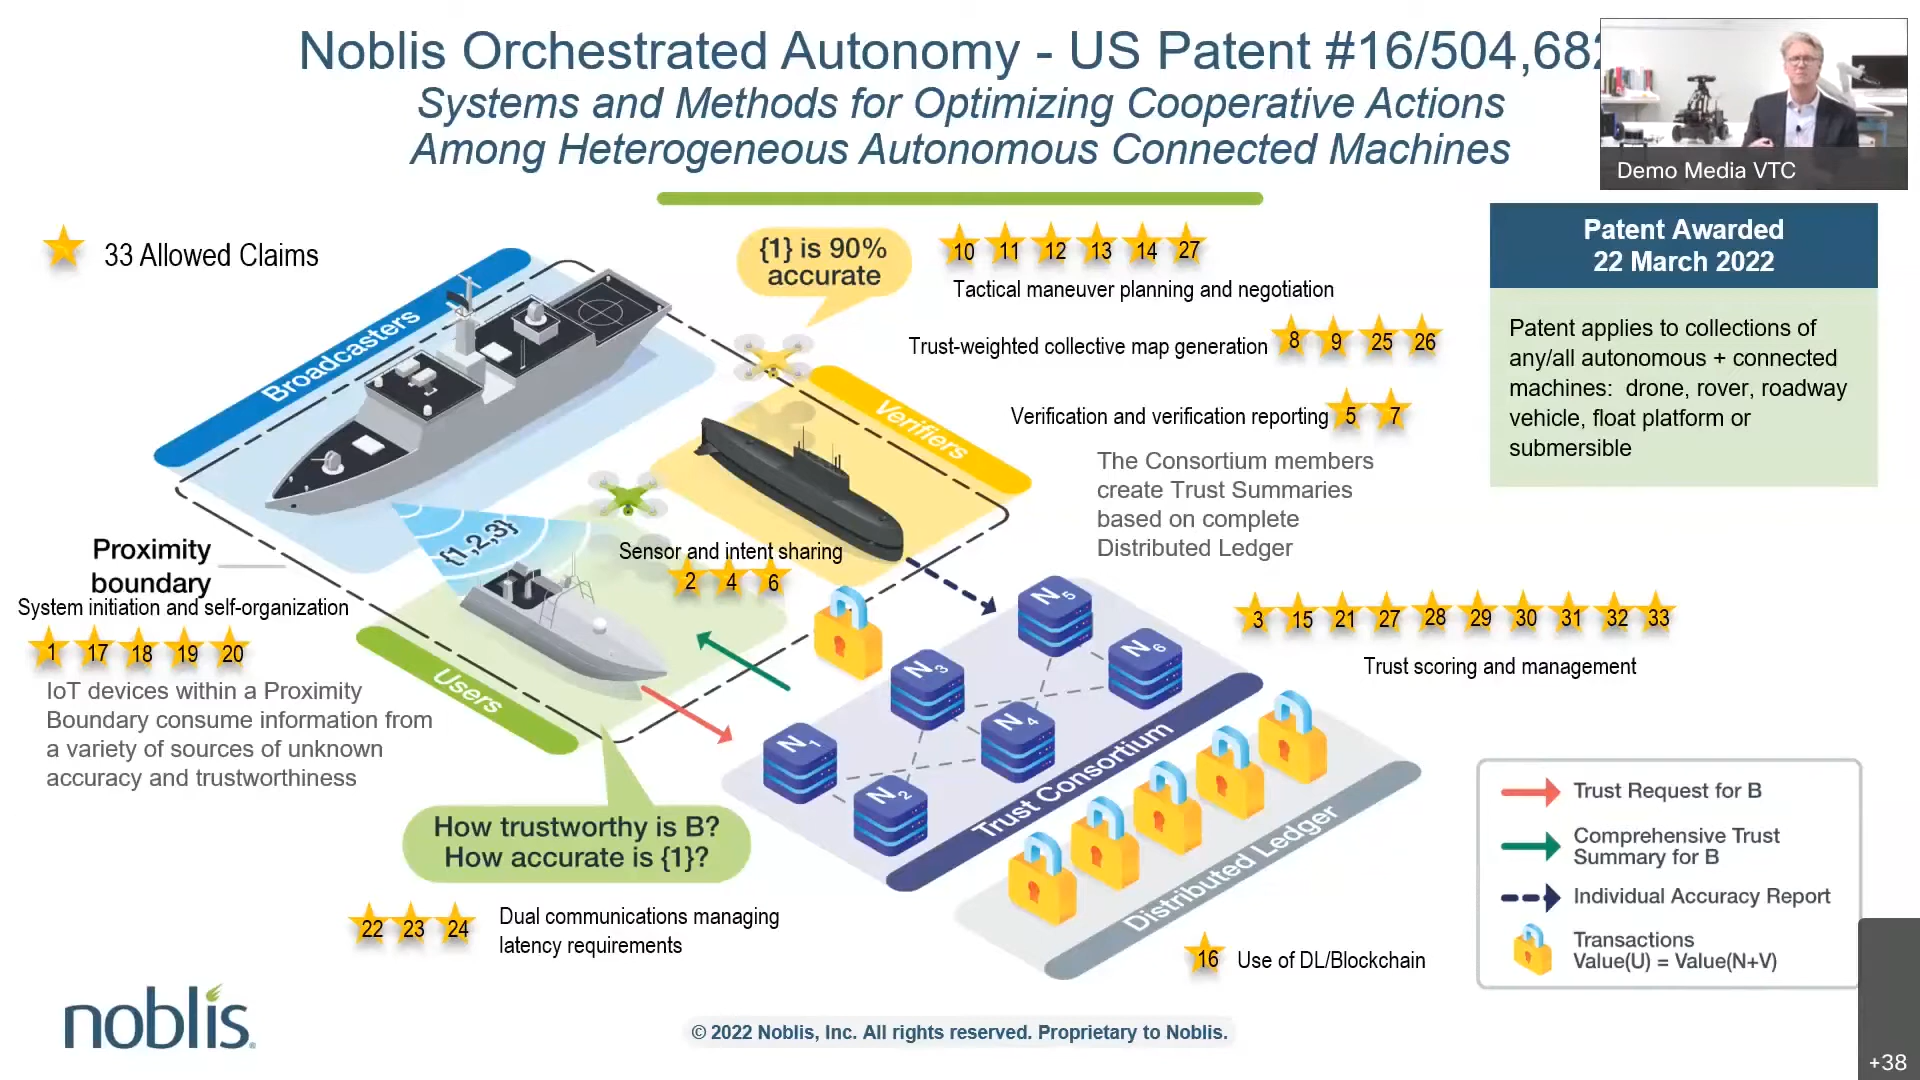 Noblis Orchestrated Autonomy - US Patent #16/504,682
Systems and Methods for Optimizing Cooperative Actions
Among Heterogeneous Autonomous Connected Machines
Demo Media VTC
33 Allowed Claims
{1} is 90%
accurate
10 11 12 13 14 27
Tactical maneuver planning and negotiation
Patent Awarded
22 March 2022
Patent applies to collections of
any/all autonomous + connected
machines: drone, rover, roadway
vehicle, float platform or
submersible
Broadcasters
Trust-weighted collective map generation 8 9 25 26
Verifiers
Verification and verification reporting 5 7
The Consortium members
create Trust Summaries
based on complete
Distributed Ledger
{1,2,3}
Proximity
boundary
Sensor and intent sharing
2 4 6
System initiation and self-organization
1 17 18 19 20
IoT devices within a Proximity
Boundary consume information from
a variety of sources of unknown
accuracy and trustworthiness
Users
N5
N6
N3
N4
N1
N2
3 15 21 27 28 29 30 31 32 33
Trust scoring and management
Trust Consortium
Distributed Ledger
How trustworthy is B?
How accurate is {1}?
22 23 24
Dual communications managing
latency requirements
16 Use of DL/Blockchain
Trust Request for B
Comprehensive Trust
Summary for B
Individual Accuracy Report
Transactions
Value(U) = Value(N+V)
noblis
© 2022 Noblis, Inc. All rights reserved. Proprietary to Noblis.
+38